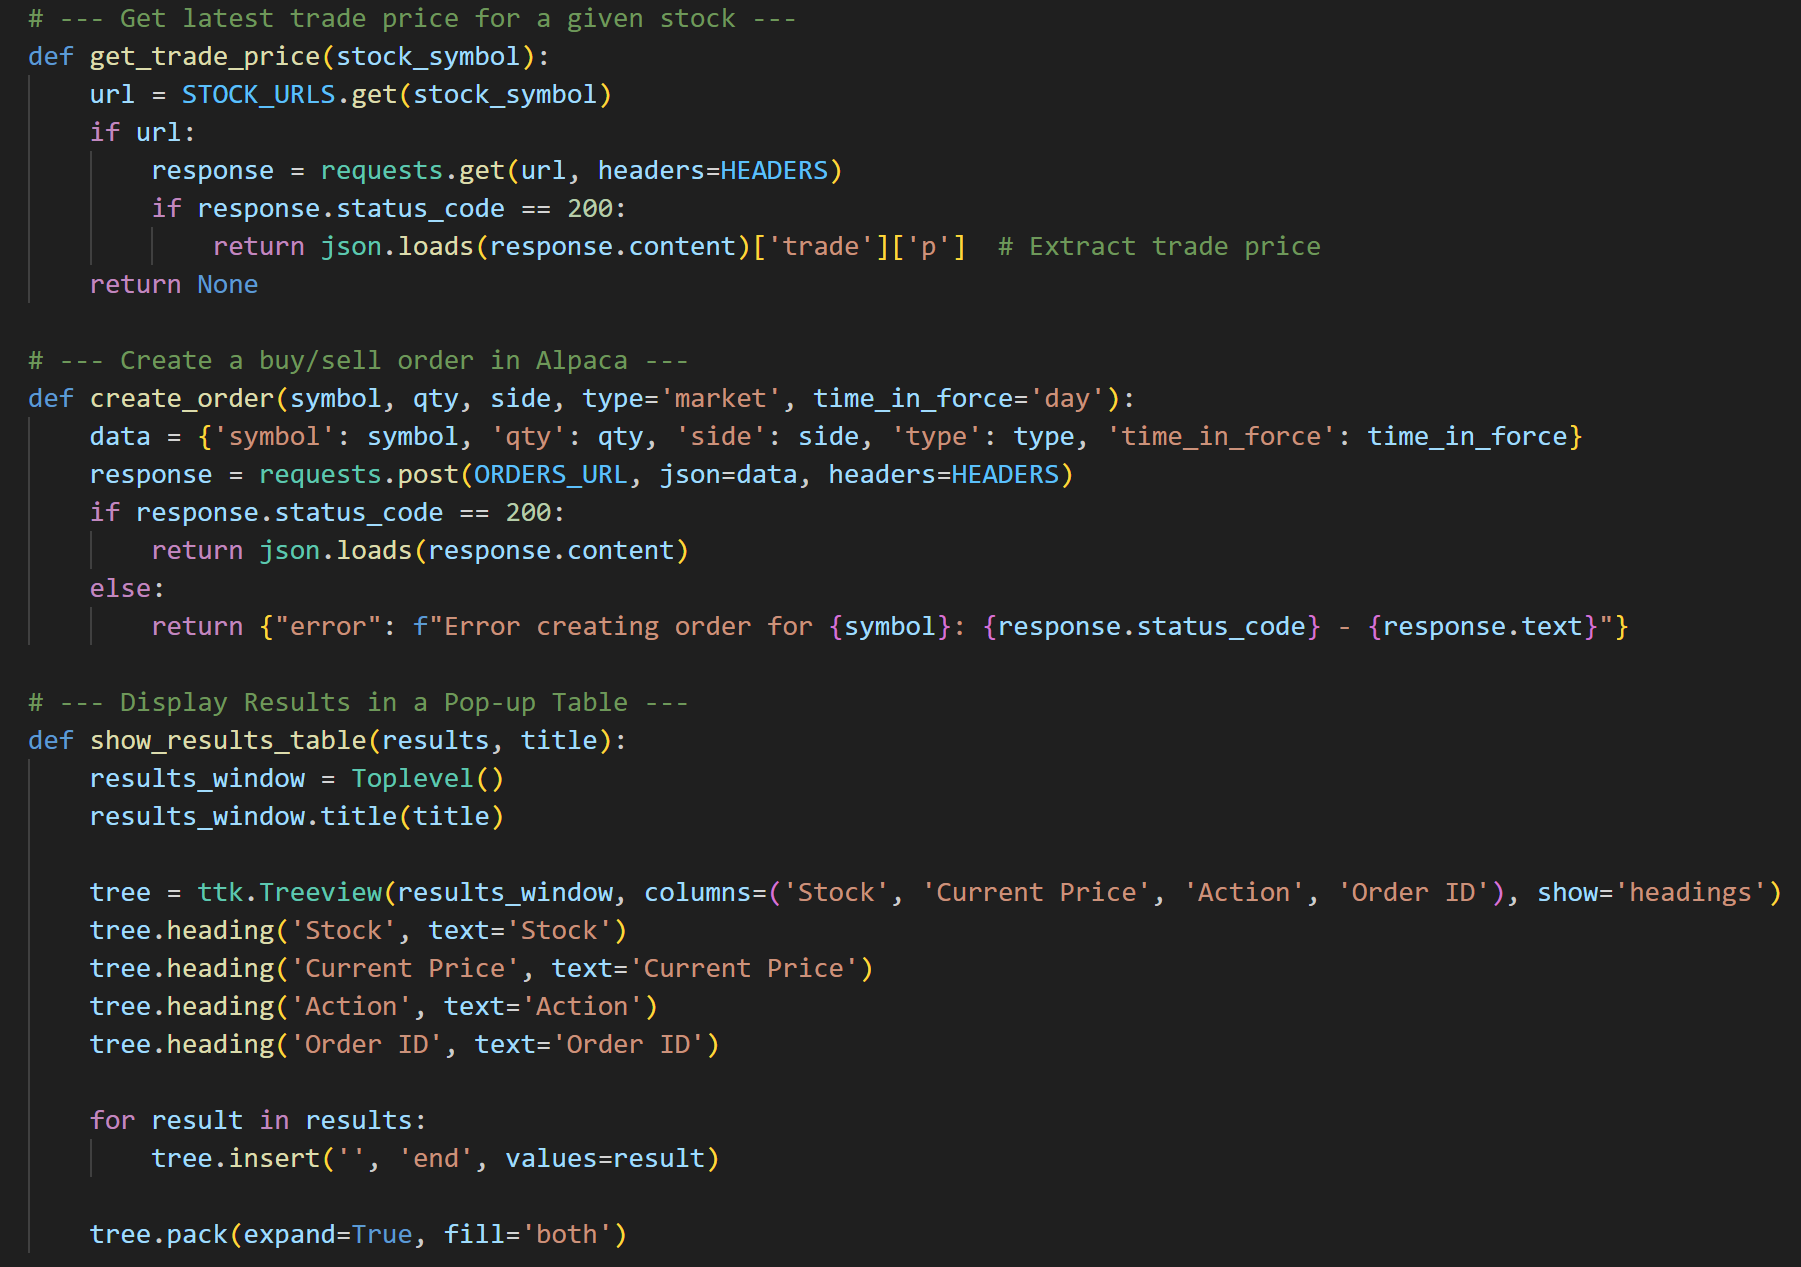 # --- Get latest trade price for a given stock ---
def get_trade_price(stock_symbol):
    url = STOCK_URLS.get(stock_symbol)
    if url:
        response = requests.get(url, headers=HEADERS)
        if response.status_code == 200:
            return json.loads(response.content)['trade']['p']  # Extract trade price
    return None

# --- Create a buy/sell order in Alpaca ---
def create_order(symbol, qty, side, type='market', time_in_force='day'):
    data = {'symbol': symbol, 'qty': qty, 'side': side, 'type': type, 'time_in_force': time_in_force}
    response = requests.post(ORDERS_URL, json=data, headers=HEADERS)
    if response.status_code == 200:
        return json.loads(response.content)
    else:
        return {"error": f"Error creating order for {symbol}: {response.status_code} - {response.text}"}

# --- Display Results in a Pop-up Table ---
def show_results_table(results, title):
    results_window = Toplevel()
    results_window.title(title)

    tree = ttk.Treeview(results_window, columns=('Stock', 'Current Price', 'Action', 'Order ID'), show='headings')
    tree.heading('Stock', text='Stock')
    tree.heading('Current Price', text='Current Price')
    tree.heading('Action', text='Action')
    tree.heading('Order ID', text='Order ID')

    for result in results:
        tree.insert('', 'end', values=result)

    tree.pack(expand=True, fill='both')